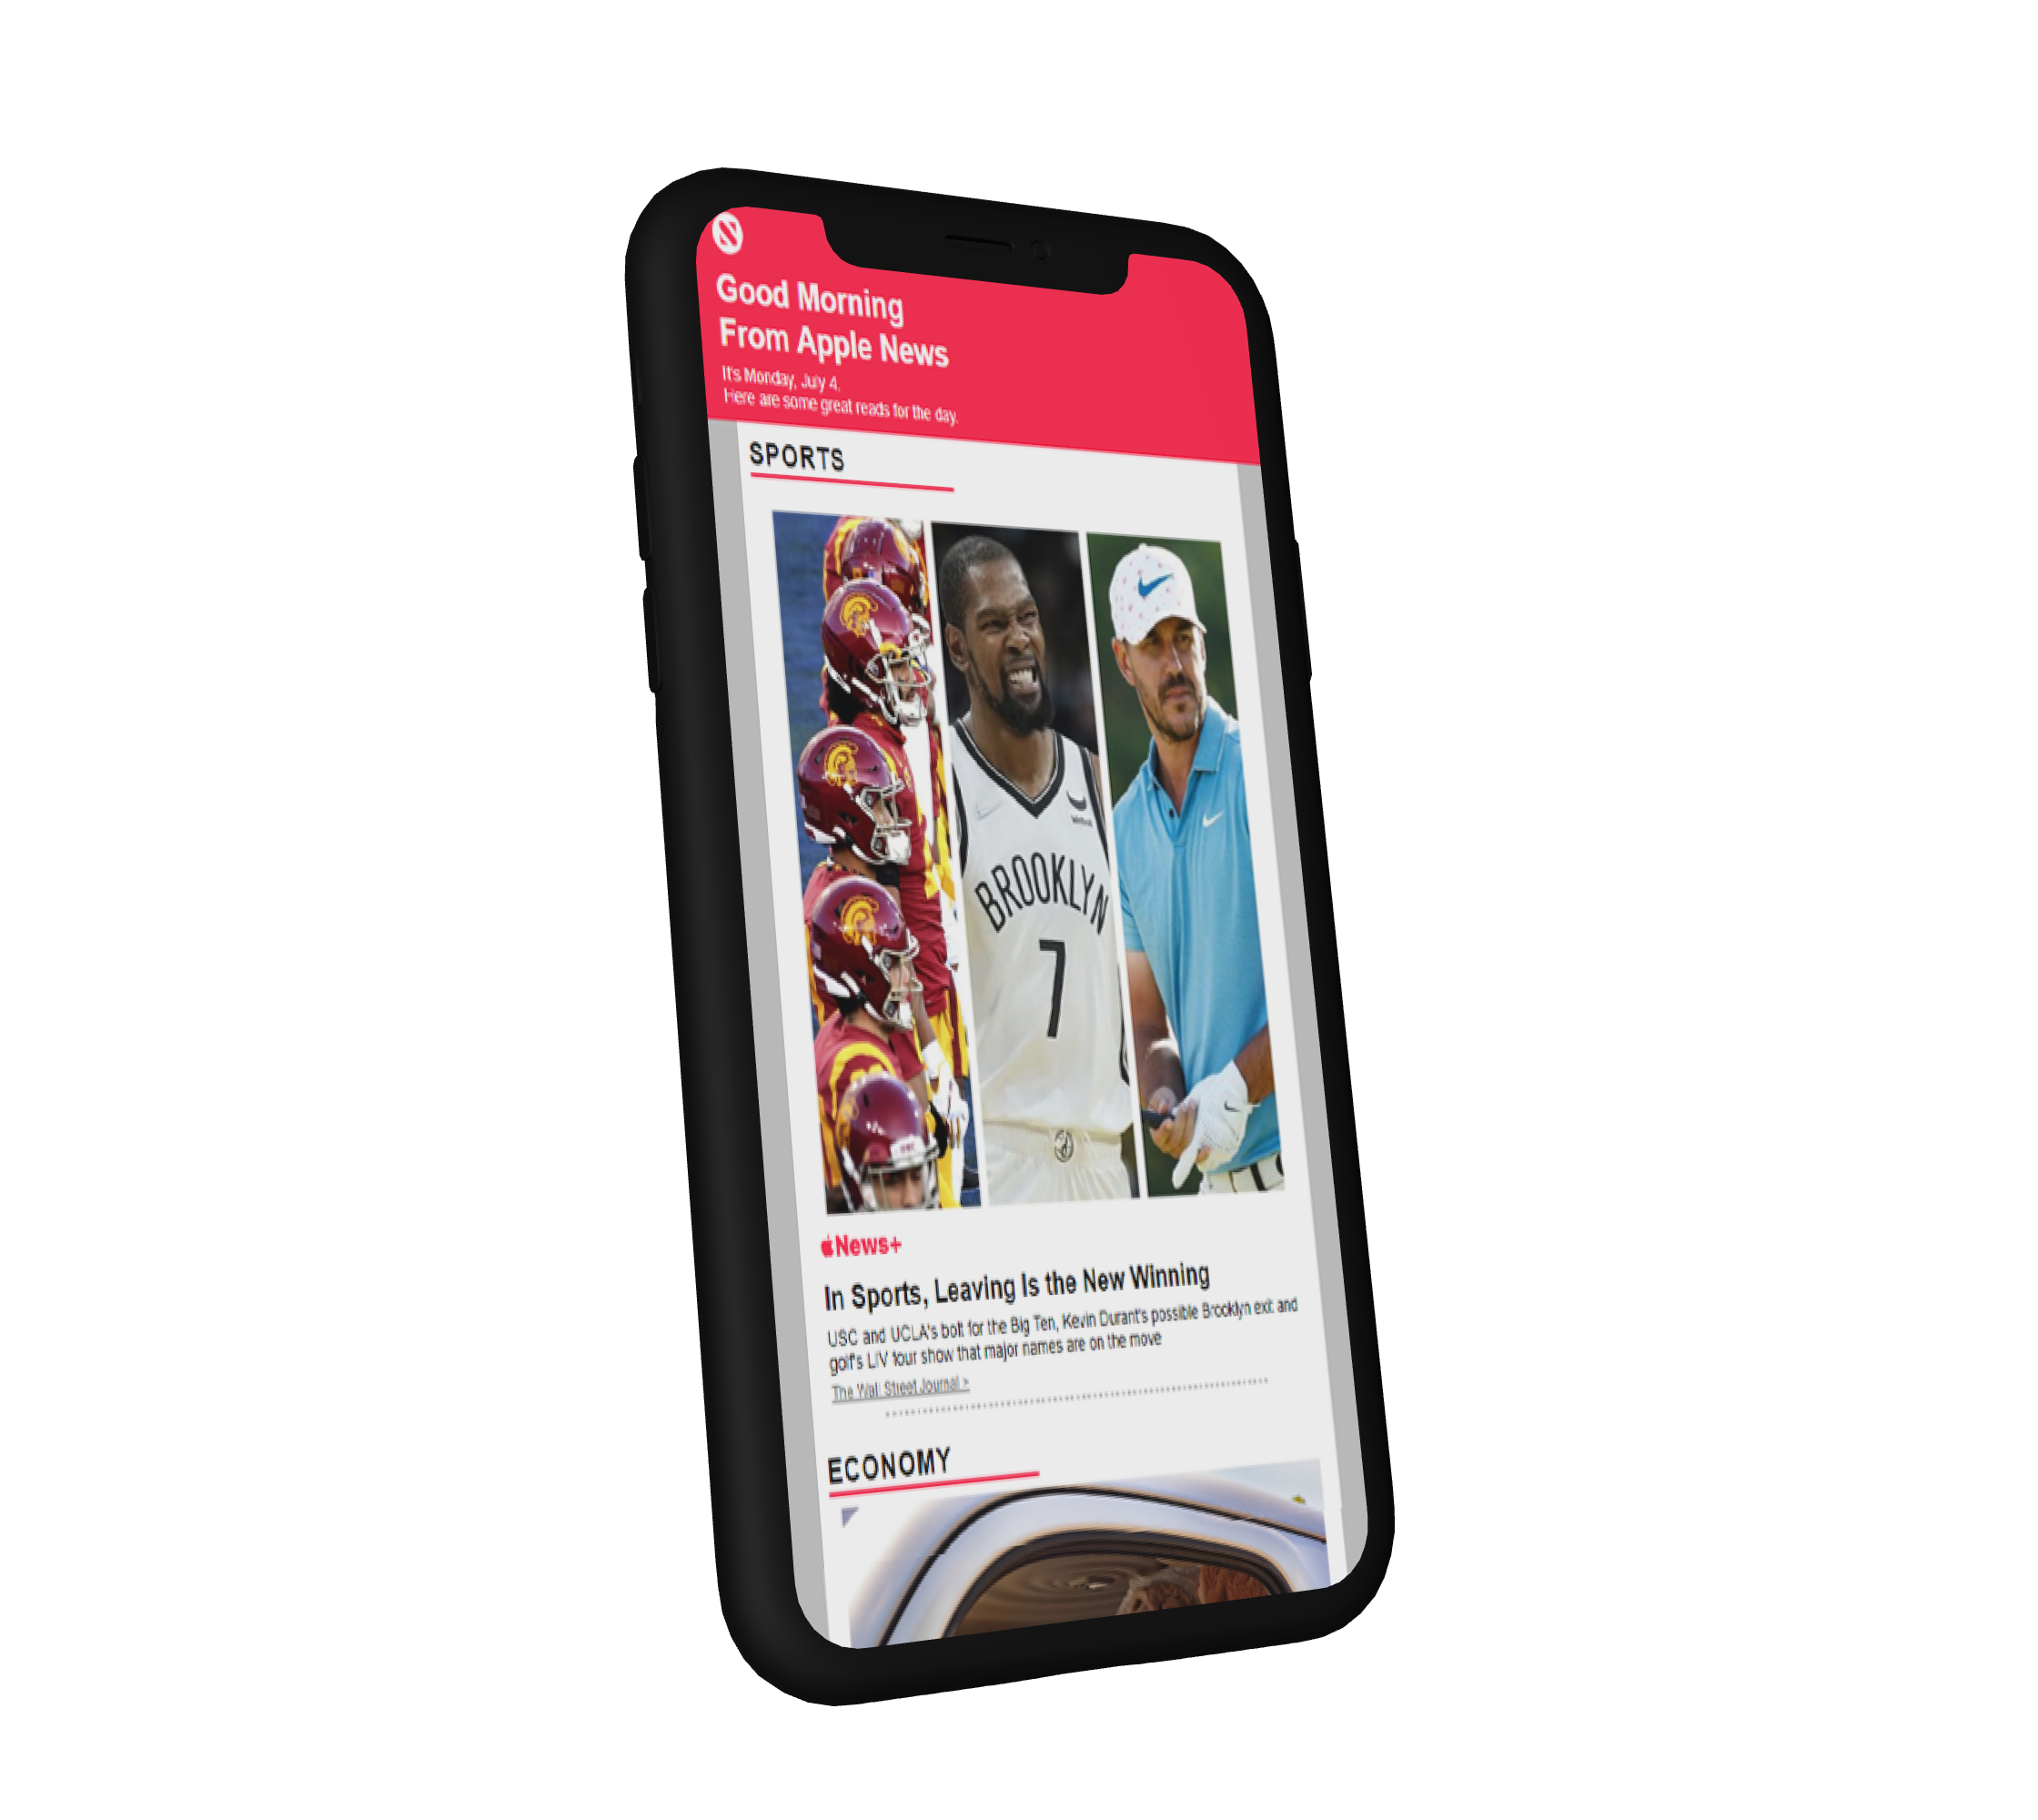 Good Morning
From Apple News
It's Monday, July 4.
Here are some great reads for the day.
SPORTS
BROOKLYN
7
News+
In Sports, Leaving Is the New Winning
USC and UCLA's bolt for the Big Ten, Kevin Durant's possible Brooklyn exit and
golf's LIV tour show that major names are on the move
The Wall Street Journal >
ECONOMY